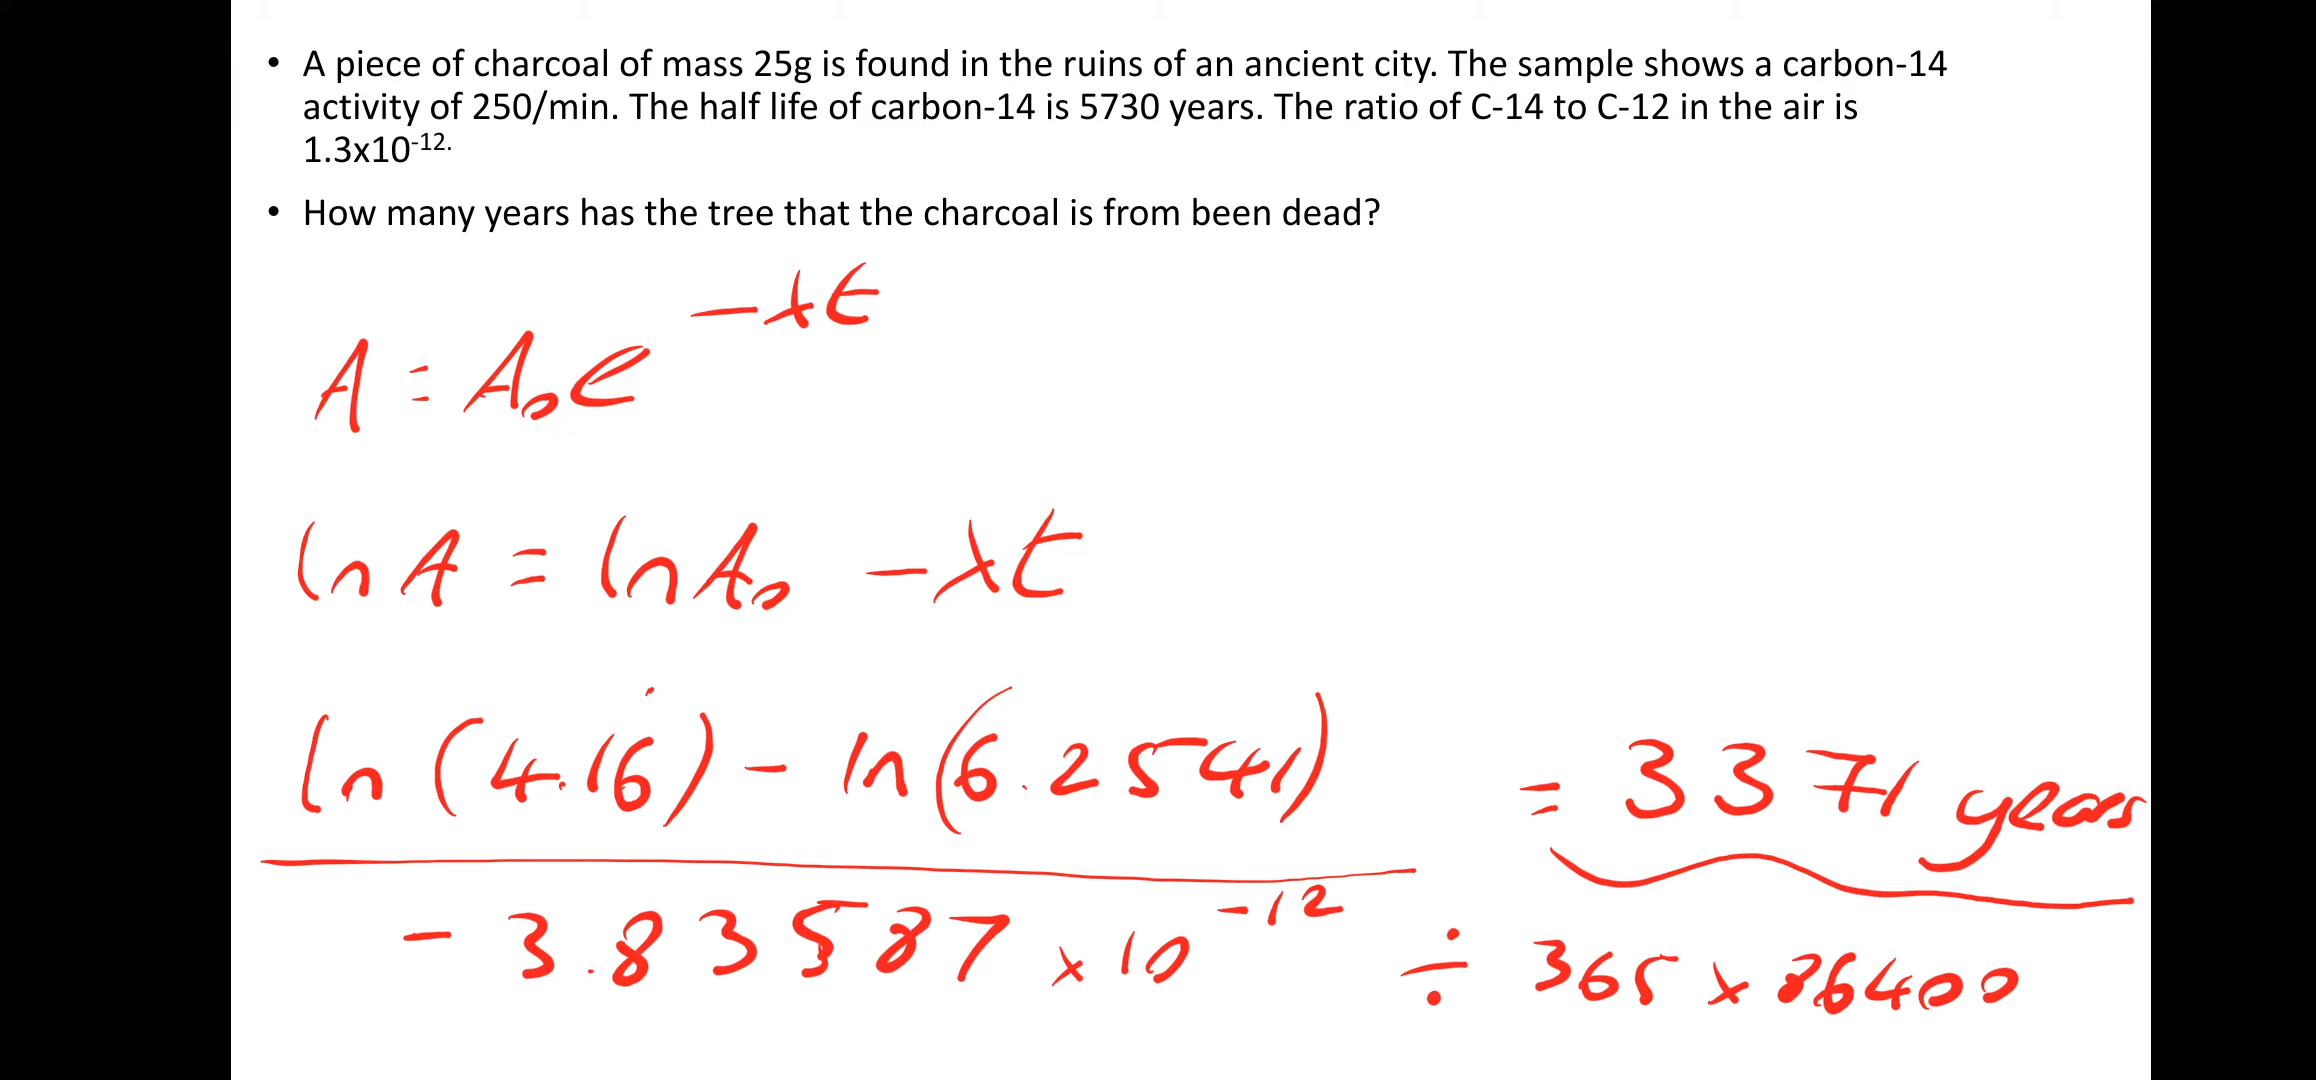 • A piece of charcoal of mass 25g is found in the ruins of an ancient city. The sample shows a carbon-14
activity of 250/min. The half life of carbon-14 is 5730 years. The ratio of C-14 to C-12 in the air is
1.3x10⁻¹²·
• How many years has the tree that the charcoal is from been dead?
A = A₀e^(-λt)
ln A = ln A₀ - λt
ln (4.16̇) - ln(6.2541) = 3371 years
-3.83587 x 10⁻¹² ÷ 365 x 86400